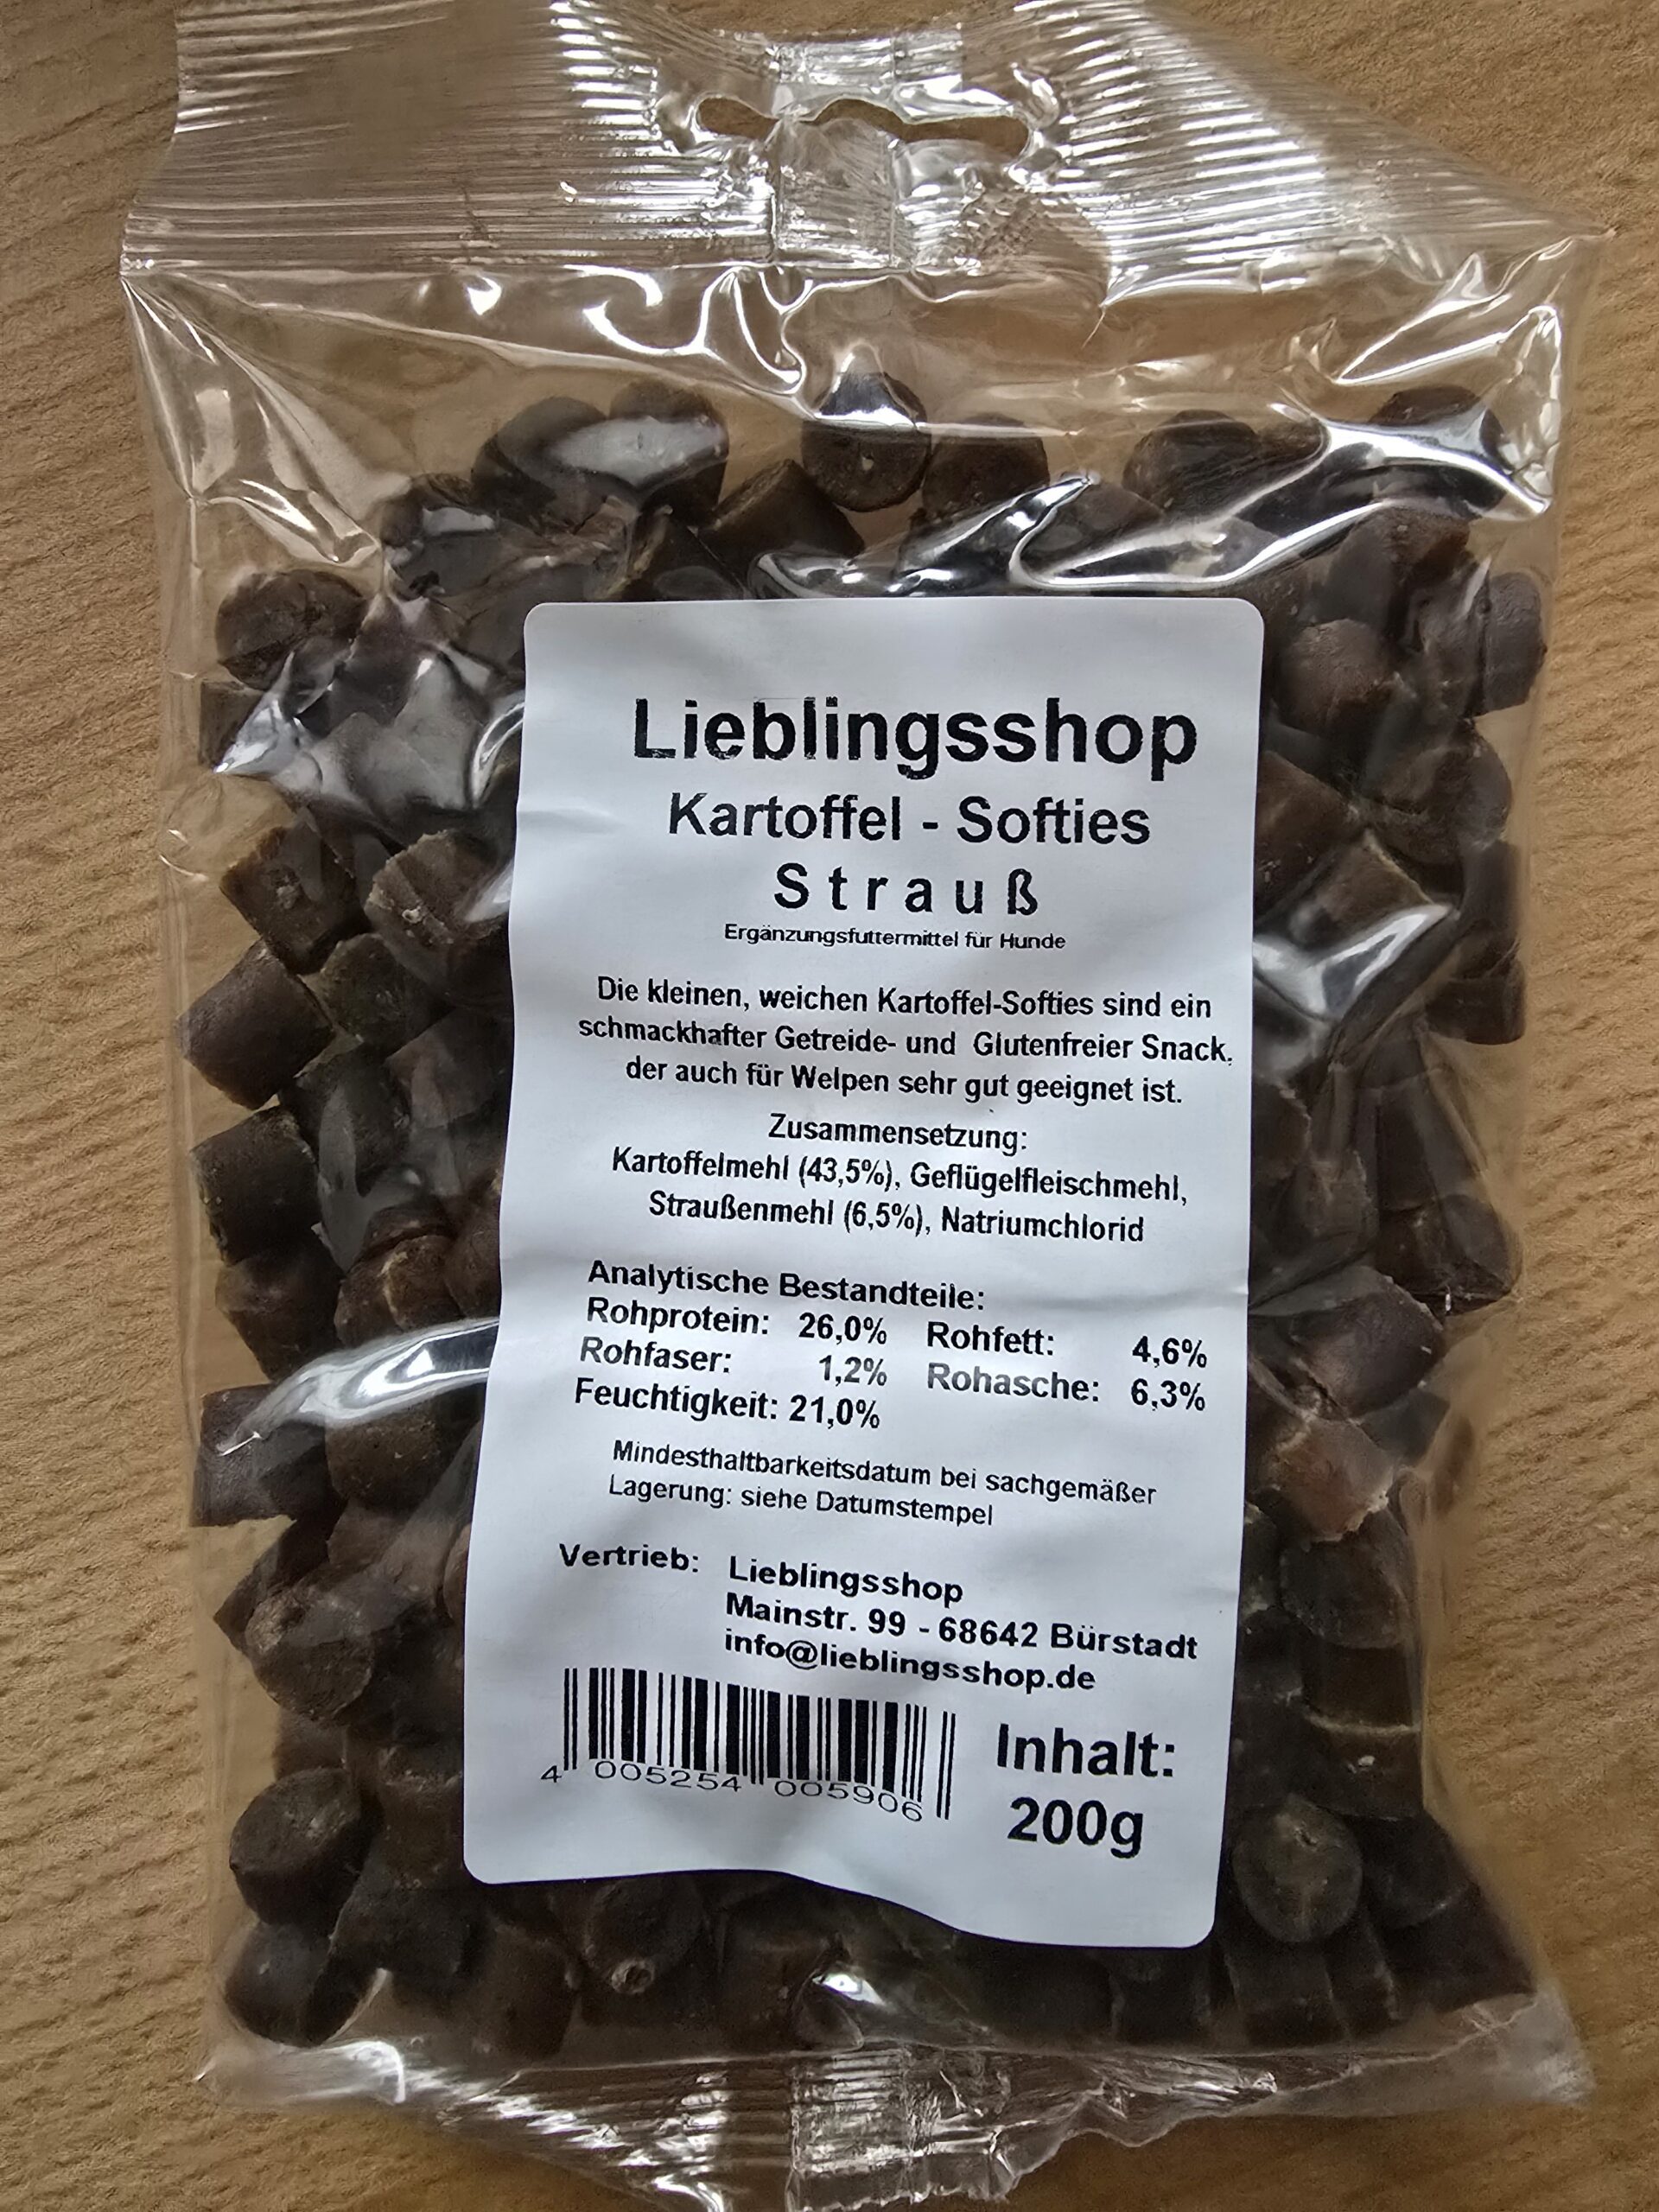 Lieblingsshop
Kartoffel - Softies
Strauß
Ergänzungsfuttermittel für Hunde
Die kleinen, weichen Kartoffel-Softies sind ein
schmackhafter Getreide- und Glutenfreier Snack,
der auch für Welpen sehr gut geeignet ist.
Zusammensetzung:
Kartoffelmehl (43,5%), Geflügelfleischmehl,
Straußenmehl (6,5%), Natriumchlorid
Analytische Bestandteile:
Rohprotein: 26,0% Rohfett: 4,6%
Rohfaser: 1,2% Rohasche: 6,3%
Feuchtigkeit: 21,0%
Mindesthaltbarkeitsdatum bei sachgemäßer
Lagerung: siehe Datumstempel
Vertrieb: Lieblingsshop
Mainstr. 99 - 68642 Bürstadt
info@lieblingsshop.de
4 005254 005906
Inhalt:
200g